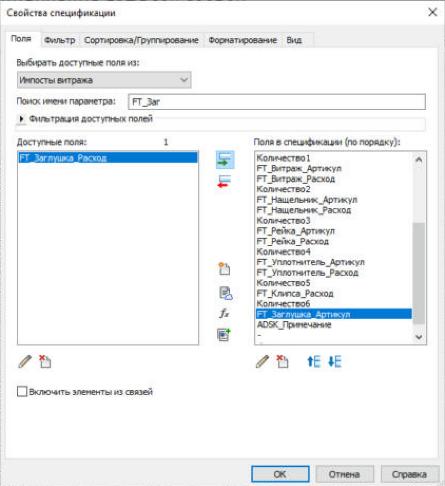 Свойства спецификации
Поля Фильтр Сортировка/Группирование Форматирование Вид
Выбирать доступные поля из:
Импосты витража
Поиск имени параметра: FT_Заг
Фильтрация доступных полей
Доступные поля: 1
FT_Заглушка_Расход
Поля в спецификации (по порядку):
Количество1
FT_Витраж_Артикул
FT_Витраж_Расход
Количество2
FT_Нащельник_Артикул
FT_Нащельник_Расход
Количество3
FT_Рейка_Артикул
FT_Рейка_Расход
Количество4
FT_Уплотнитель_Артикул
FT_Уплотнитель_Расход
Количество5
FT_Клипса_Расход
Количество6
FT_Заглушка_Артикул
ADSK_Примечание
-
Включить элементы из связей
OK Отмена Справка